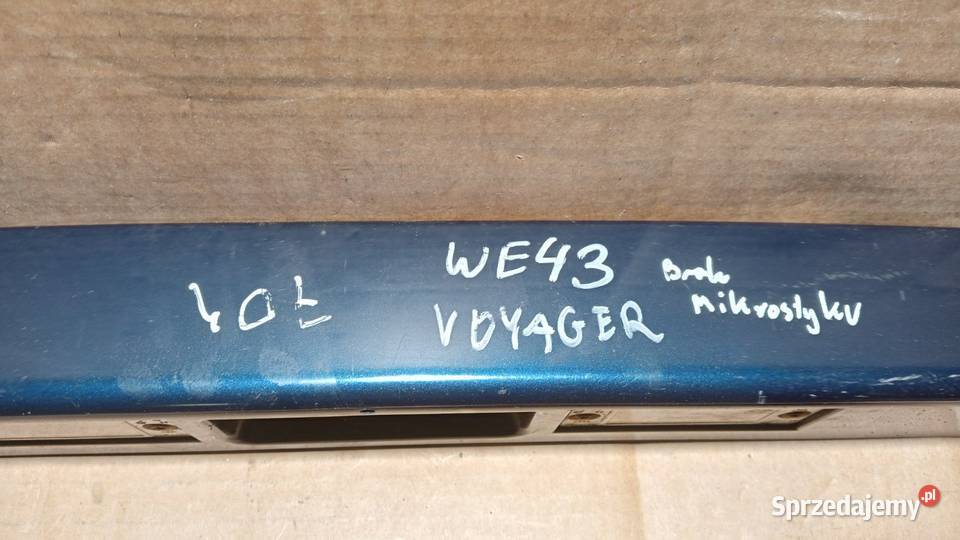 WE43
VOYAGER
Brak
Mikrostyku
Sprzedajemy.pl